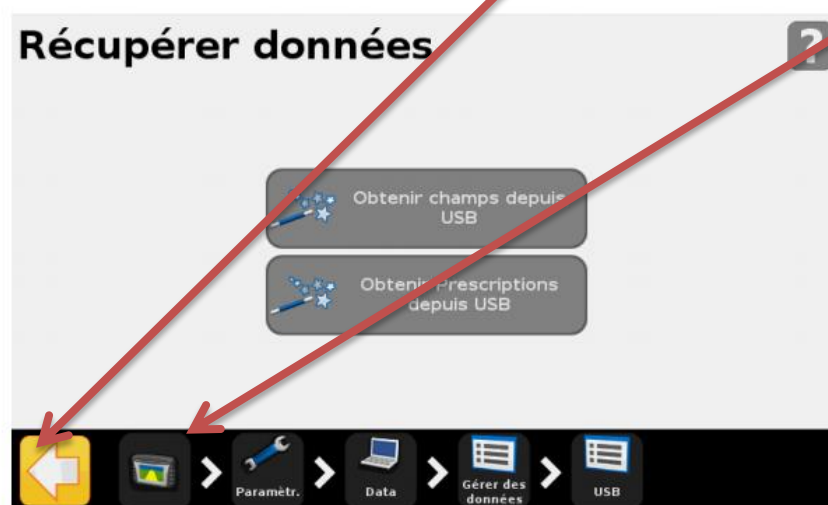 Récupérer données
?
Obtenir champs depuis
USB
Obtenir Prescriptions
depuis USB
Paramètr.
Data
Gérer des
données
USB